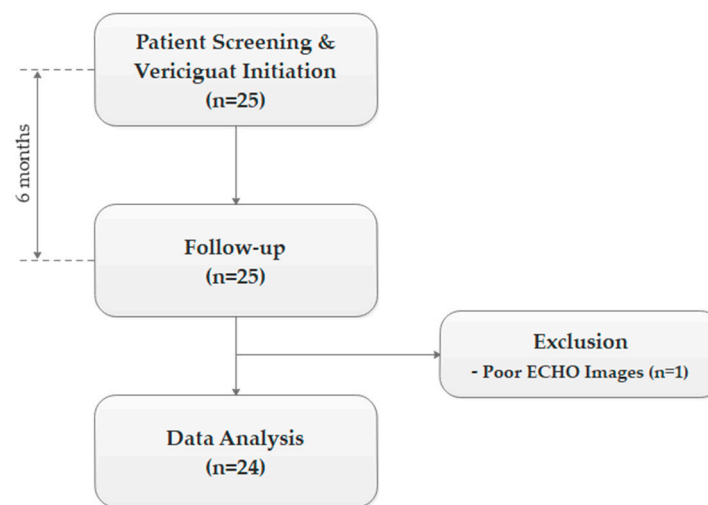 Patient Screening &
Vericiguat Initiation
(n=25)
6 months
Follow-up
(n=25)
Exclusion
- Poor ECHO Images (n=1)
Data Analysis
(n=24)